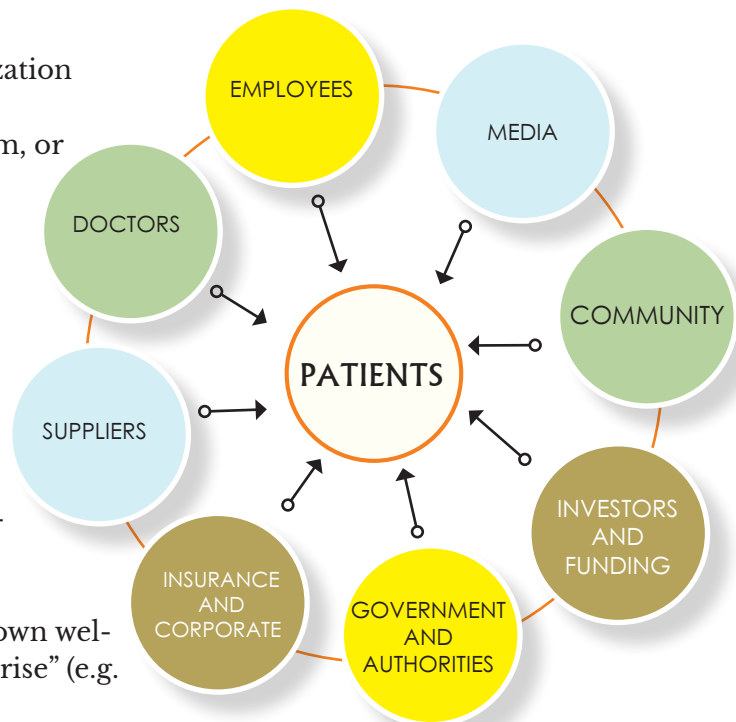 zation
m, or
-
own wel-
rise” (e.g.
EMPLOYEES
MEDIA
DOCTORS
COMMUNITY
PATIENTS
SUPPLIERS
INVESTORS
AND
FUNDING
INSURANCE
AND
CORPORATE
GOVERNMENT
AND
AUTHORITIES